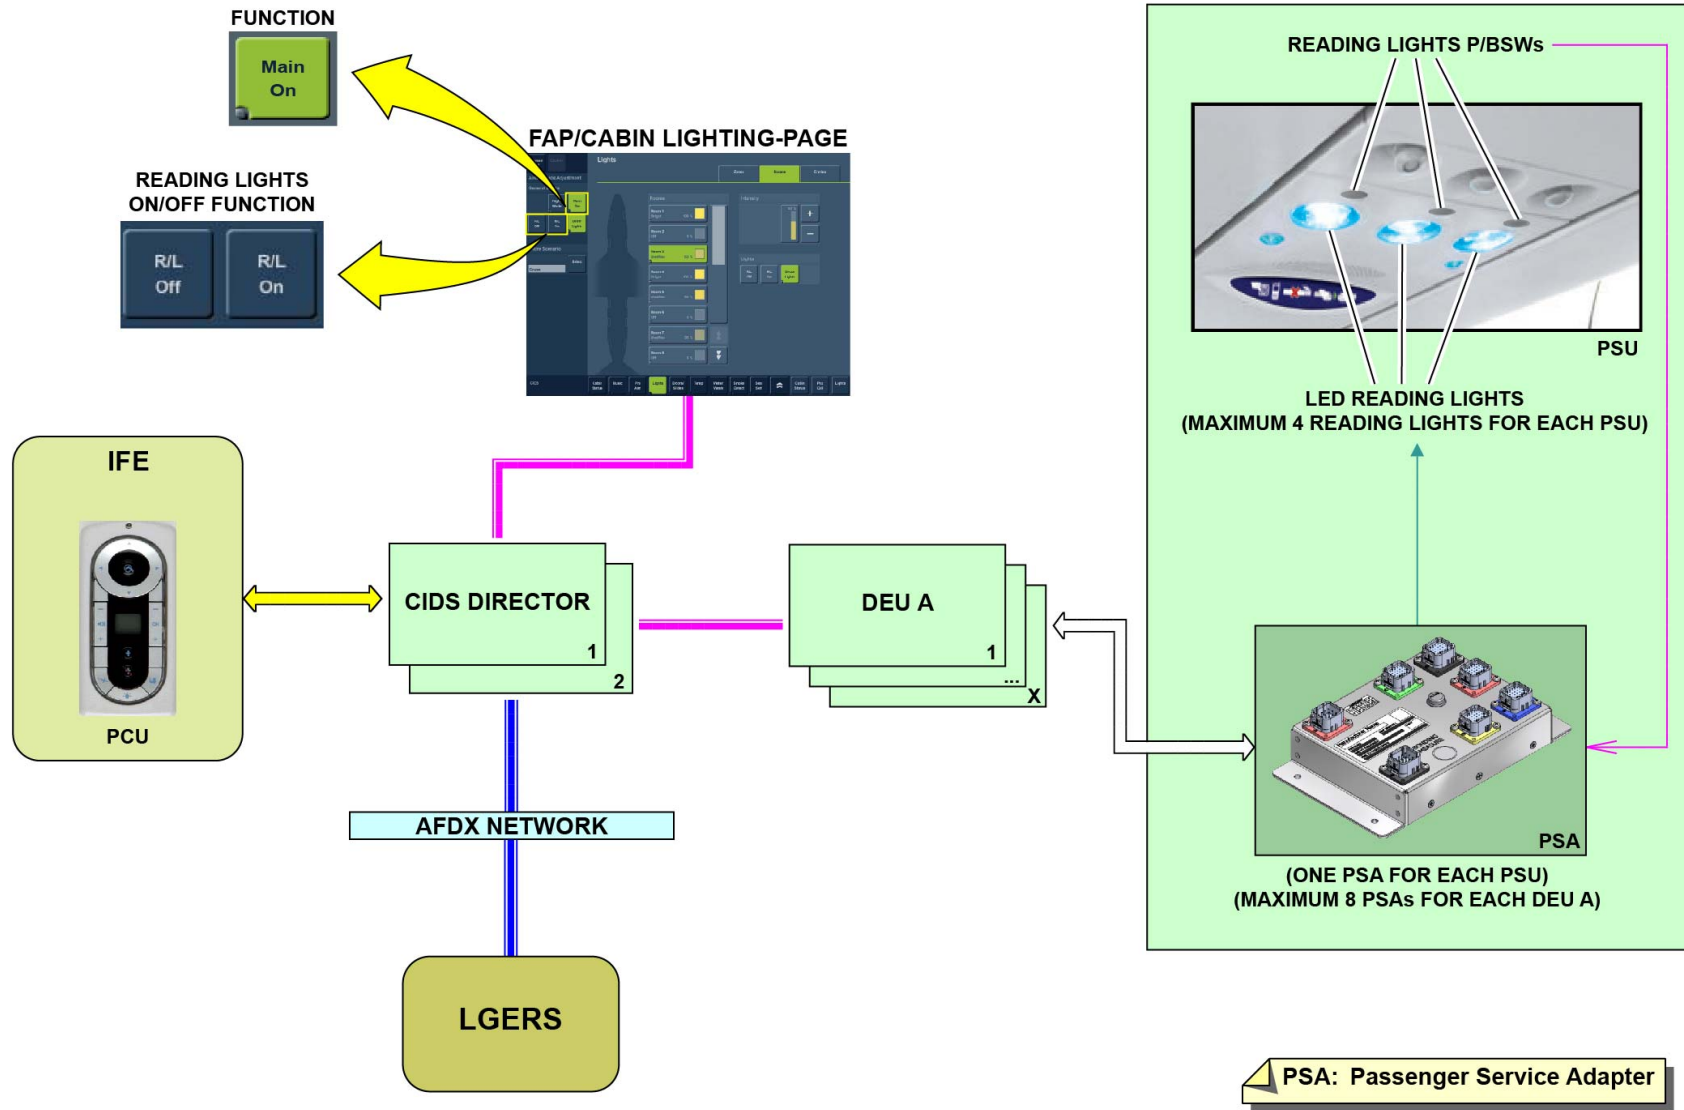 FUNCTION
Main
On
READING LIGHTS
ON/OFF FUNCTION
R/L
Off
R/L
On
FAP/CABIN LIGHTING-PAGE
Lights
READING LIGHTS P/BSWs
PSU
LED READING LIGHTS
(MAXIMUM 4 READING LIGHTS FOR EACH PSU)
IFE
PCU
CIDS DIRECTOR
1
2
DEU A
1
...
X
PSA
(ONE PSA FOR EACH PSU)
(MAXIMUM 8 PSAs FOR EACH DEU A)
AFDX NETWORK
LGERS
PSA: Passenger Service Adapter